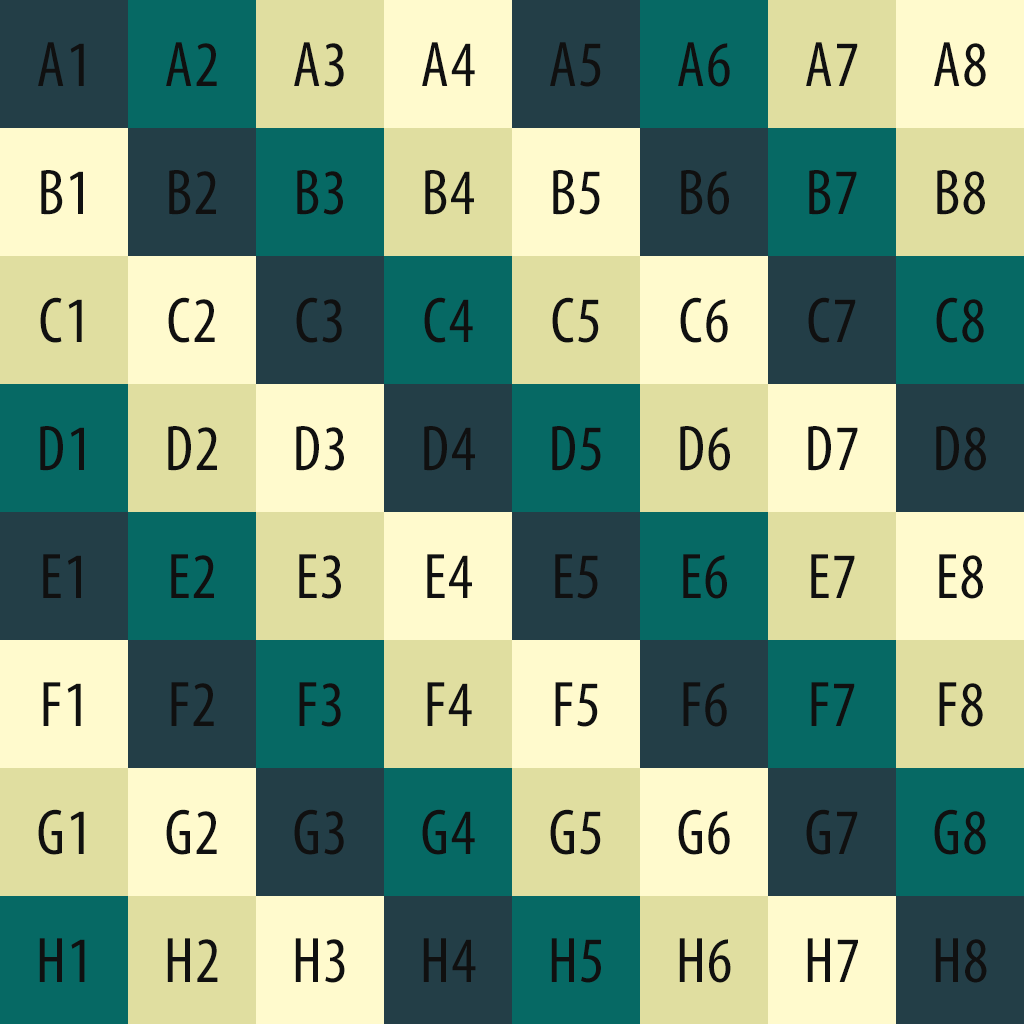 A1 A2 A3 A4 A5 A6 A7 A8
B1 B2 B3 B4 B5 B6 B7 B8
C1 C2 C3 C4 C5 C6 C7 C8
D1 D2 D3 D4 D5 D6 D7 D8
E1 E2 E3 E4 E5 E6 E7 E8
F1 F2 F3 F4 F5 F6 F7 F8
G1 G2 G3 G4 G5 G6 G7 G8
H1 H2 H3 H4 H5 H6 H7 H8